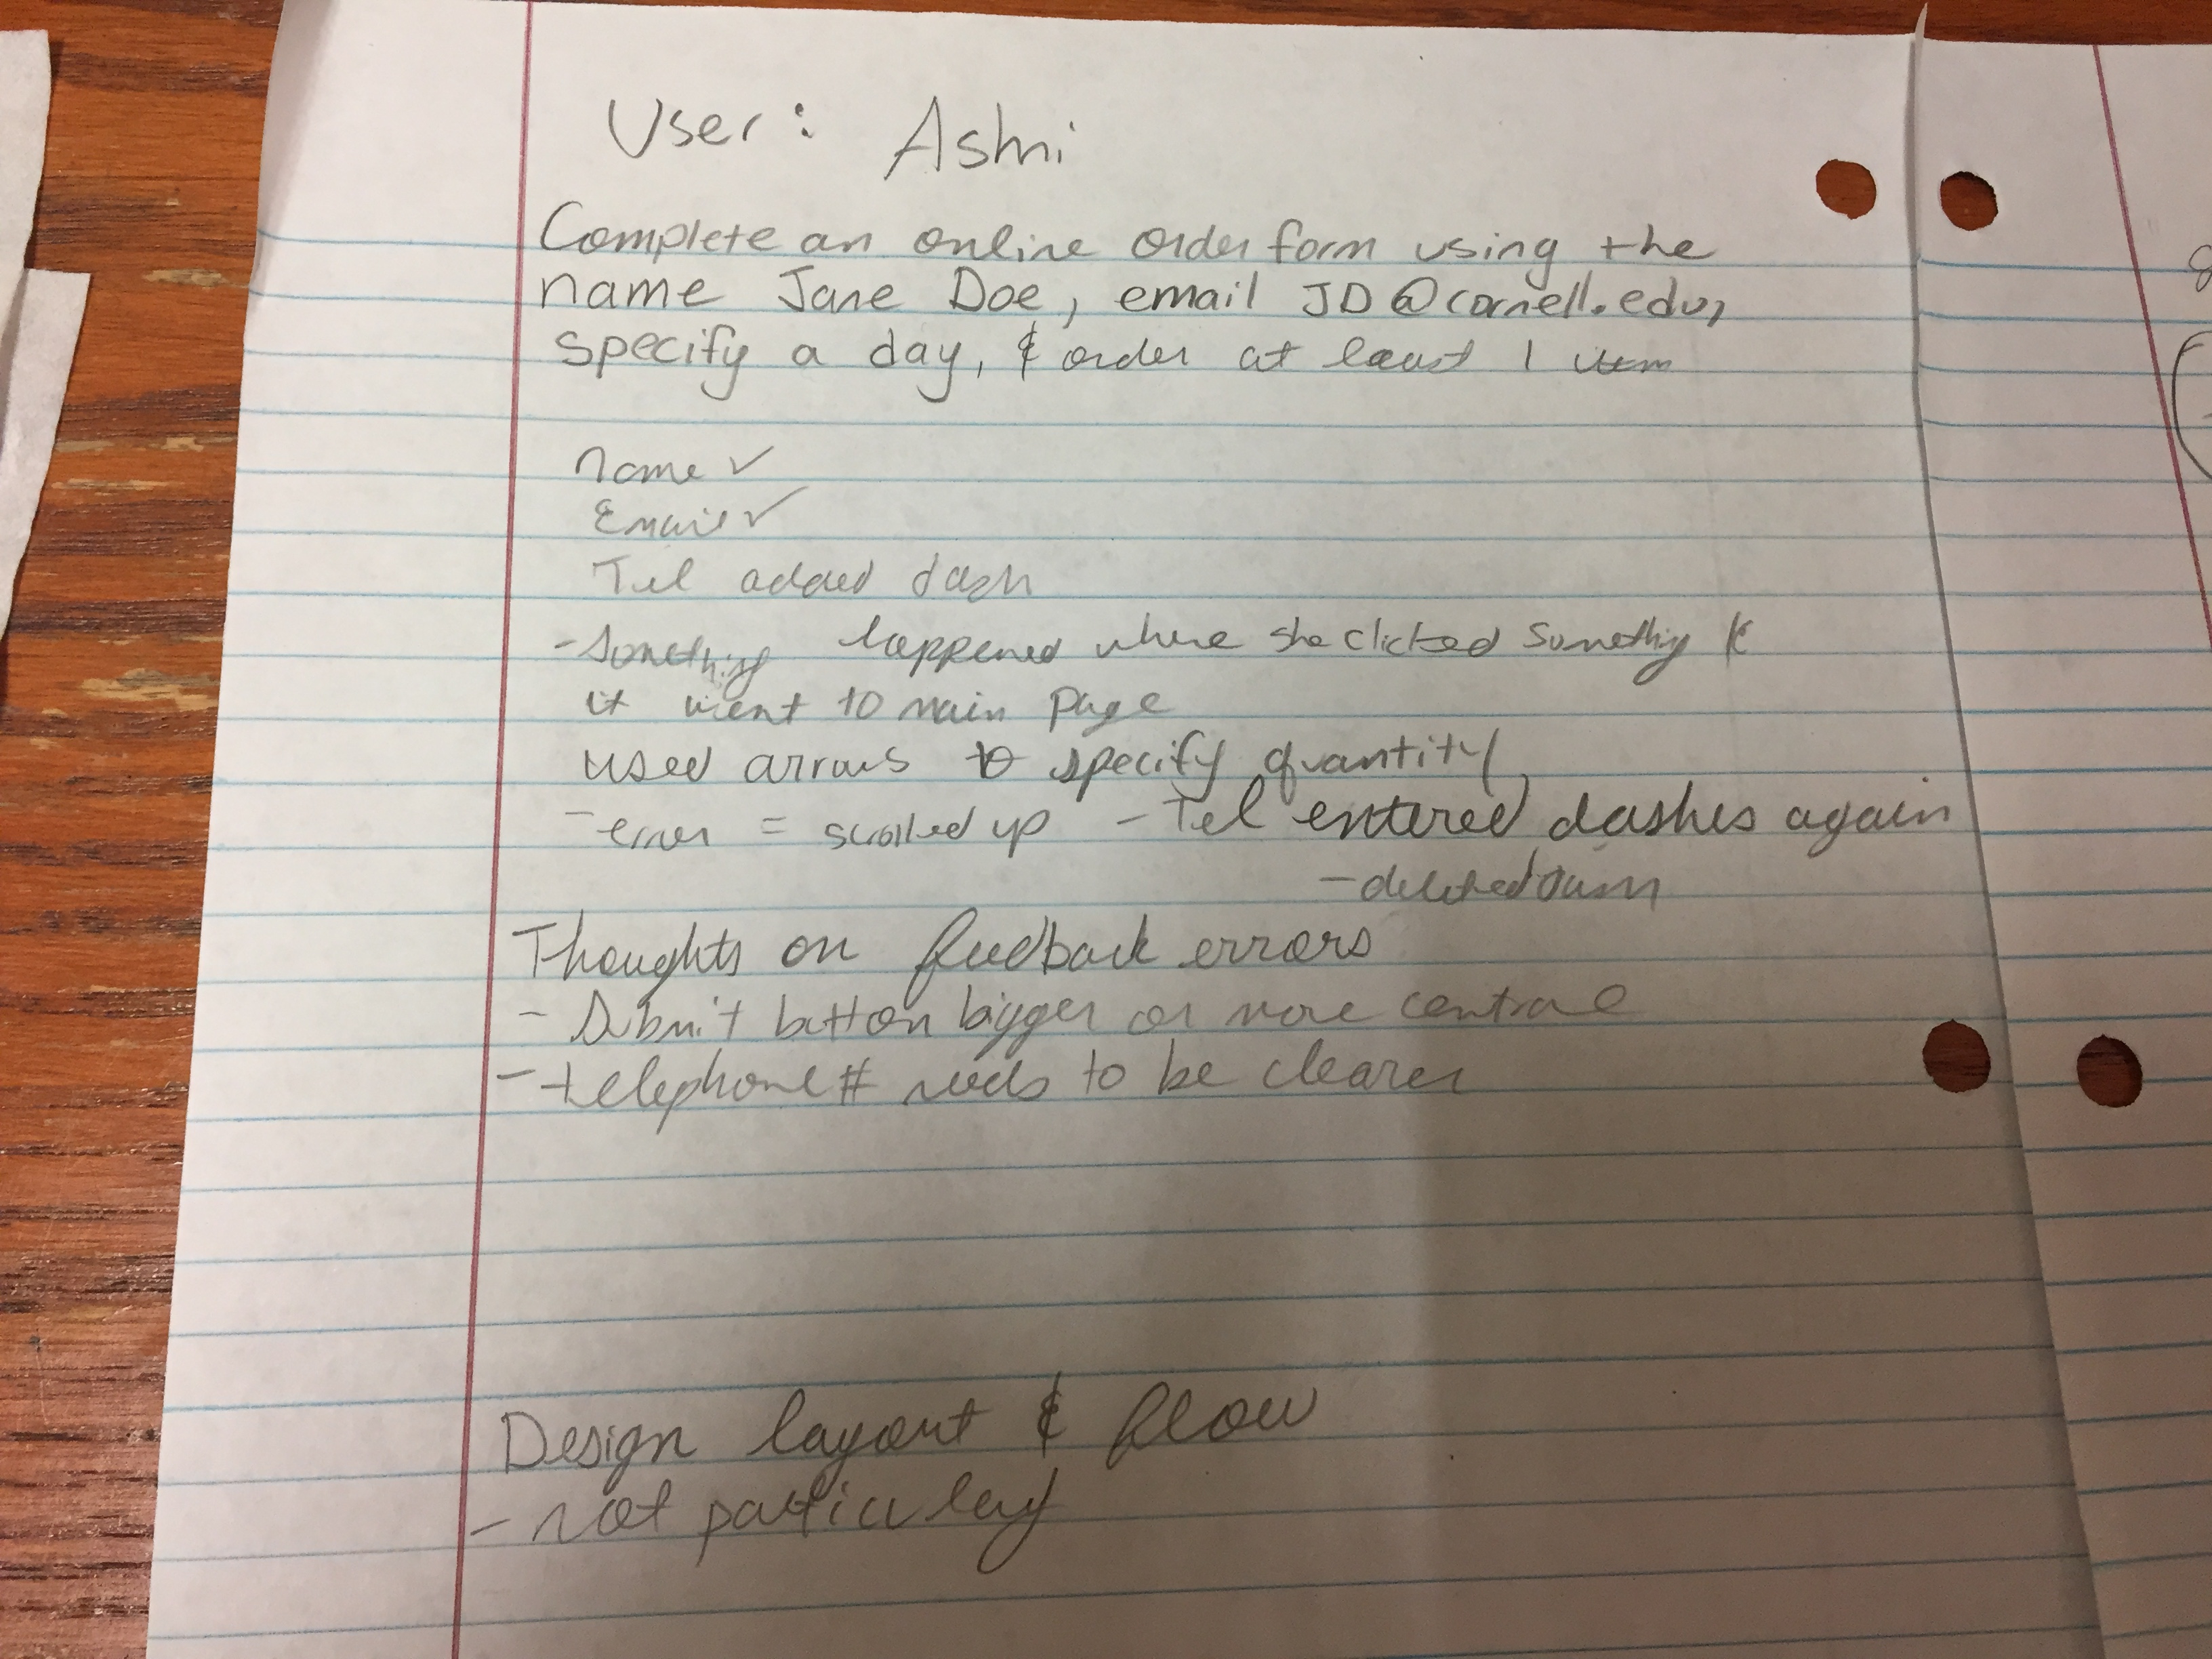 User: Ashni
Complete an online order form using the
name Jane Doe, email JD@cornell.edu,
specify a day, & order at least 1 item
name ✓
Email ✓
Tel added dash
- Something happened where she clicked something &
it went to main page
used arrows to specify quantity
- error = scrolled up - Tel entered dashes again
- deleted
Thoughts on feedback errors
- Submit button bigger or more central
- telephone # needs to be clearer
Design layout & flow
- not particularly